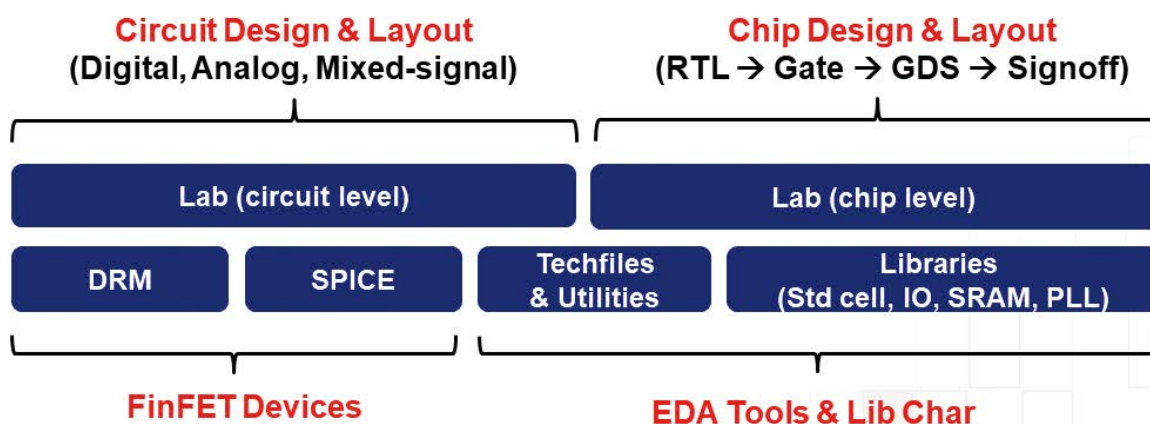 Circuit Design & Layout
(Digital, Analog, Mixed-signal)
Chip Design & Layout
(RTL → Gate → GDS → Signoff)
Lab (circuit level)
Lab (chip level)
DRM
SPICE
Techfiles
& Utilities
Libraries
(Std cell, IO, SRAM, PLL)
FinFET Devices
EDA Tools & Lib Char